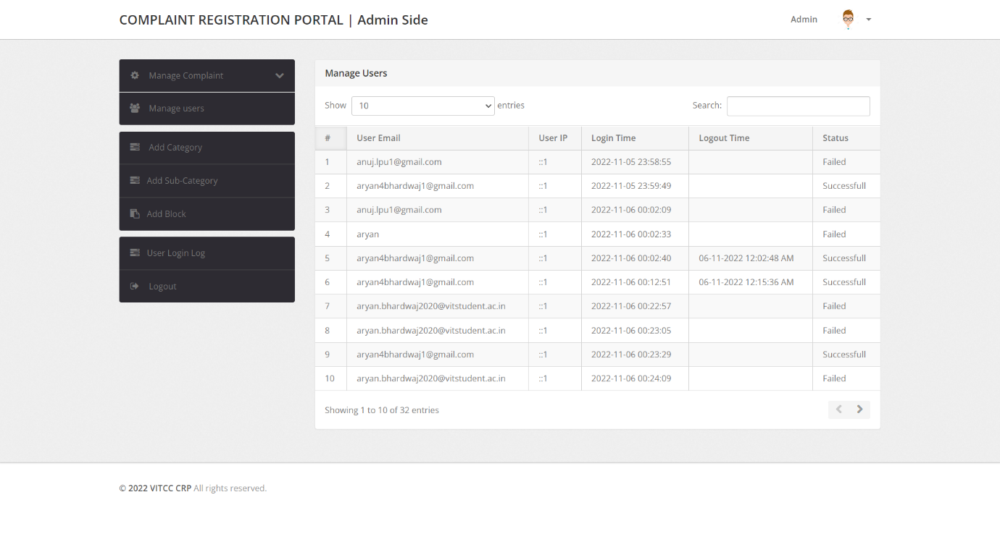 COMPLAINT REGISTRATION PORTAL | Admin Side
Admin
Manage Complaint
Manage users
Add Category
Add Sub-Category
Add Block
User Login Log
Logout
Manage Users
Show 10 entries Search:
# User Email User IP Login Time Logout Time Status
1 anuj.lpu1@gmail.com ::1 2022-11-05 23:58:55 Failed
2 aryan4bhardwaj1@gmail.com ::1 2022-11-05 23:59:49 Successfull
3 anuj.lpu1@gmail.com ::1 2022-11-06 00:02:09 Failed
4 aryan ::1 2022-11-06 00:02:33 Failed
5 aryan4bhardwaj1@gmail.com ::1 2022-11-06 00:02:40 06-11-2022 12:02:48 AM Successfull
6 aryan4bhardwaj1@gmail.com ::1 2022-11-06 00:12:51 06-11-2022 12:15:36 AM Successfull
7 aryan.bhardwaj2020@vitstudent.ac.in ::1 2022-11-06 00:22:57 Failed
8 aryan.bhardwaj2020@vitstudent.ac.in ::1 2022-11-06 00:23:05 Failed
9 aryan4bhardwaj1@gmail.com ::1 2022-11-06 00:23:29 Successfull
10 aryan.bhardwaj2020@vitstudent.ac.in ::1 2022-11-06 00:24:09 Failed
Showing 1 to 10 of 32 entries
© 2022 VITCC CRP All rights reserved.